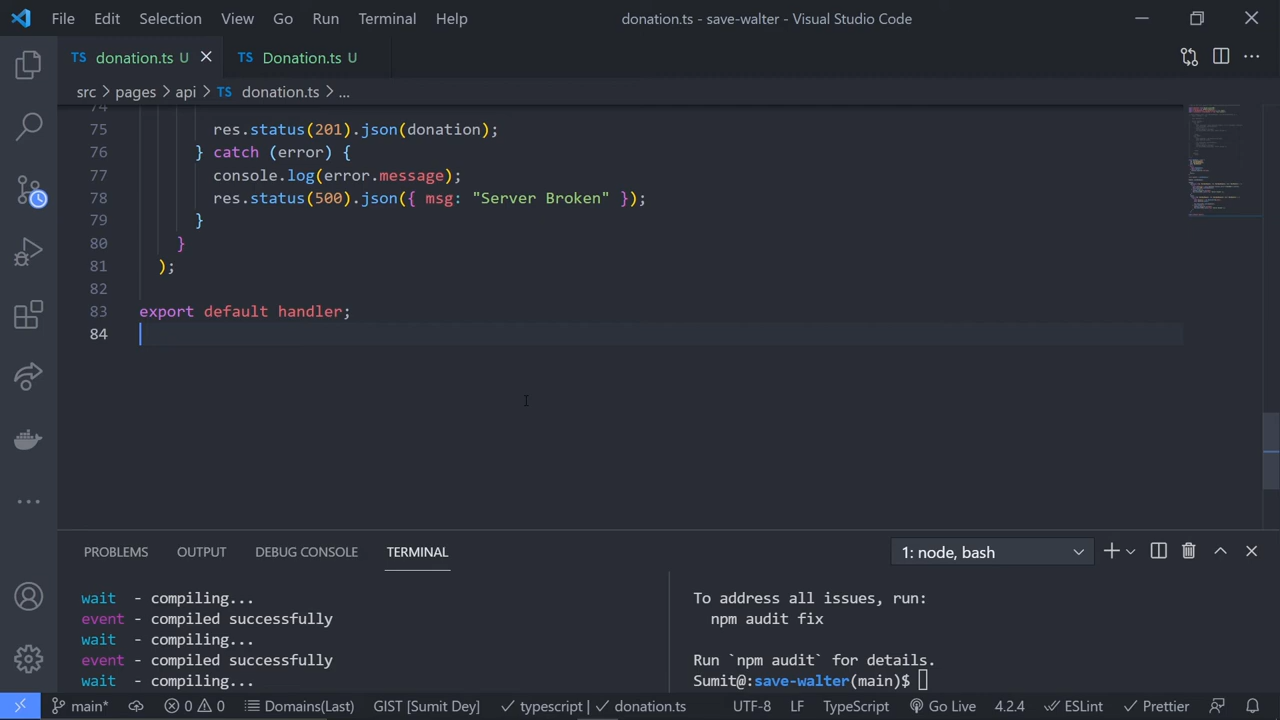 File Edit Selection View Go Run Terminal Help donation.ts - save-walter - Visual Studio Code
TS donation.ts U TS Donation.ts U
src > pages > api > TS donation.ts > ...
74
75 res.status(201).json(donation);
76 } catch (error) {
77 console.log(error.message);
78 res.status(500).json({ msg: "Server Broken" });
79 }
80 }
81 );
82
83 export default handler;
84
PROBLEMS OUTPUT DEBUG CONSOLE TERMINAL 1: node, bash
wait - compiling...
event - compiled successfully
wait - compiling...
event - compiled successfully
wait - compiling...
To address all issues, run:
npm audit fix
Run `npm audit` for details.
Sumit@:save-walter(main)$
main* 0 0 Domains(Last) GIST [Sumit Dey] typescript | donation.ts UTF-8 LF TypeScript Go Live 4.2.4 ESLint Prettier